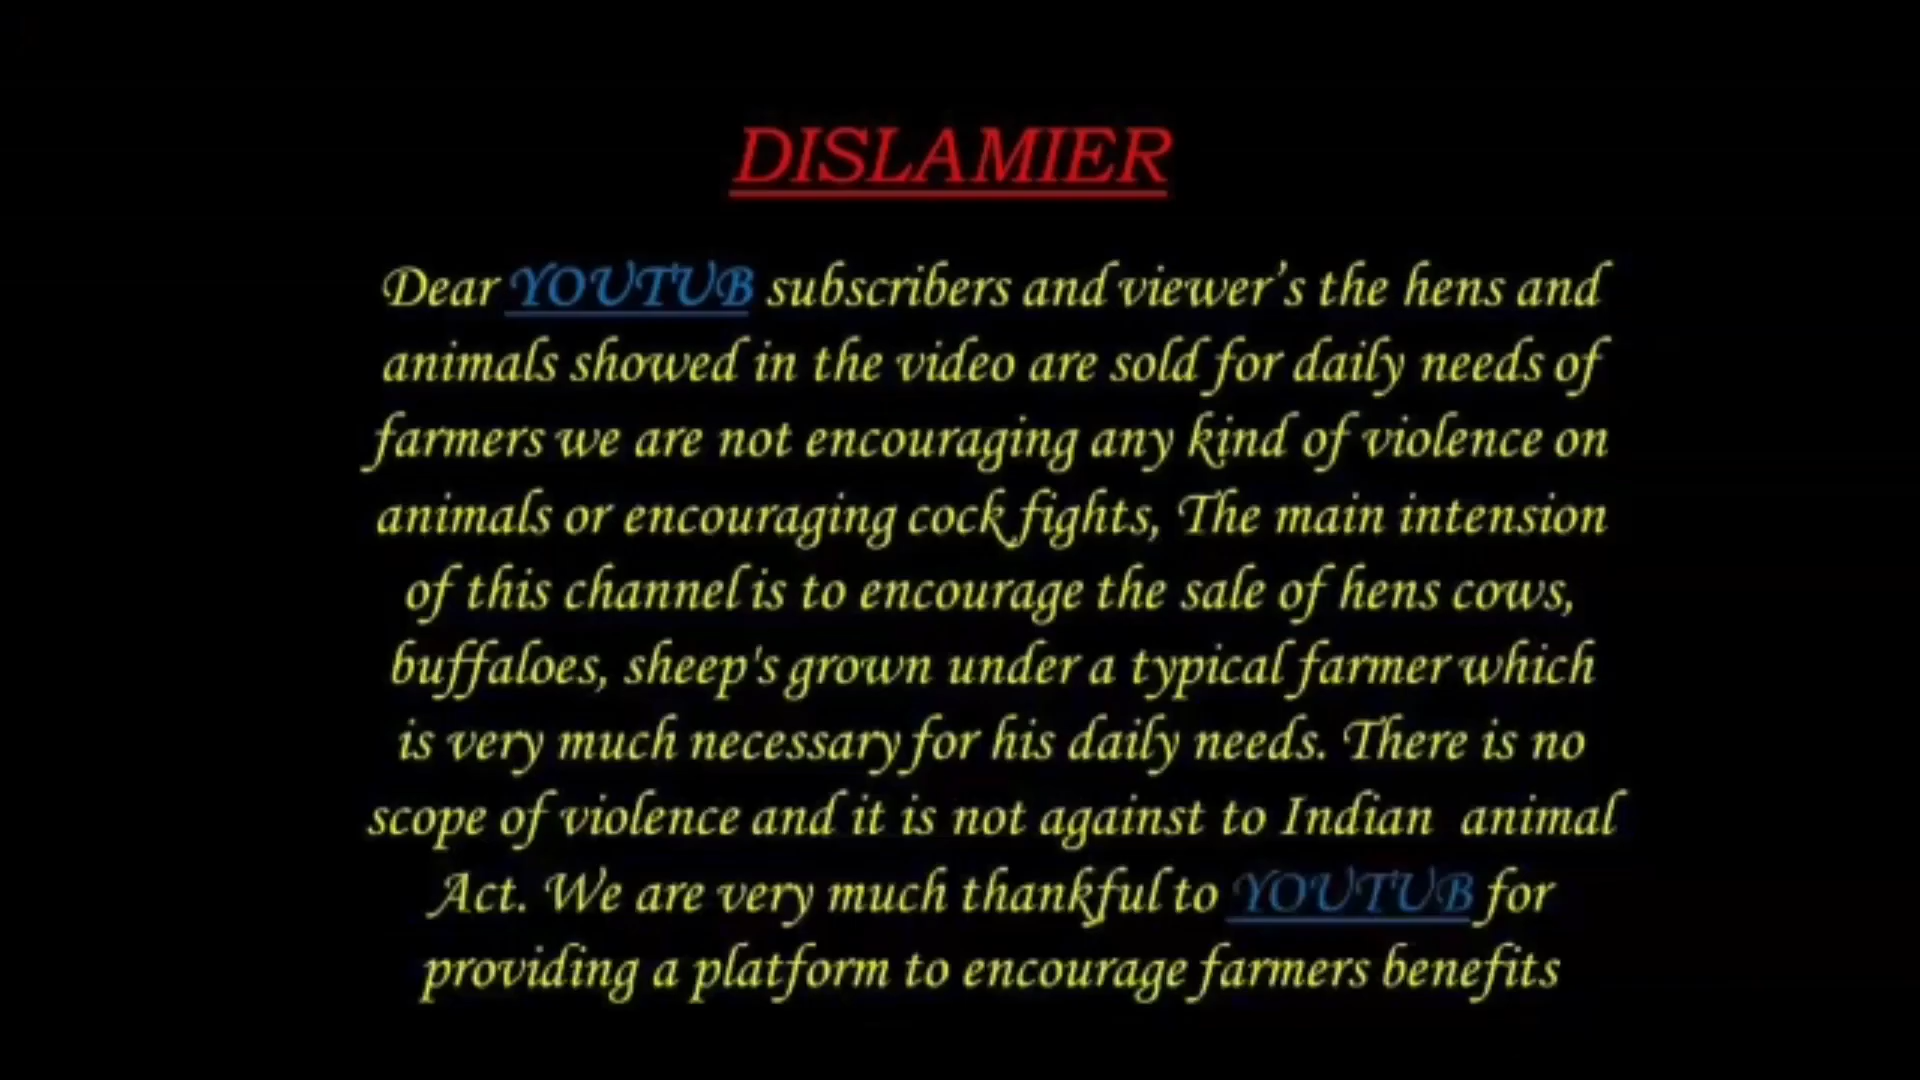 DISLAMIER
Dear YOUTUB subscribers and viewer’s the hens and
animals showed in the video are sold for daily needs of
farmers we are not encouraging any kind of violence on
animals or encouraging cock fights, The main intension
of this channel is to encourage the sale of hens cows,
buffaloes, sheep's grown under a typical farmer which
is very much necessary for his daily needs. There is no
scope of violence and it is not against to Indian  animal
Act. We are very much thankful to YOUTUB for
providing a platform to encourage farmers benefits